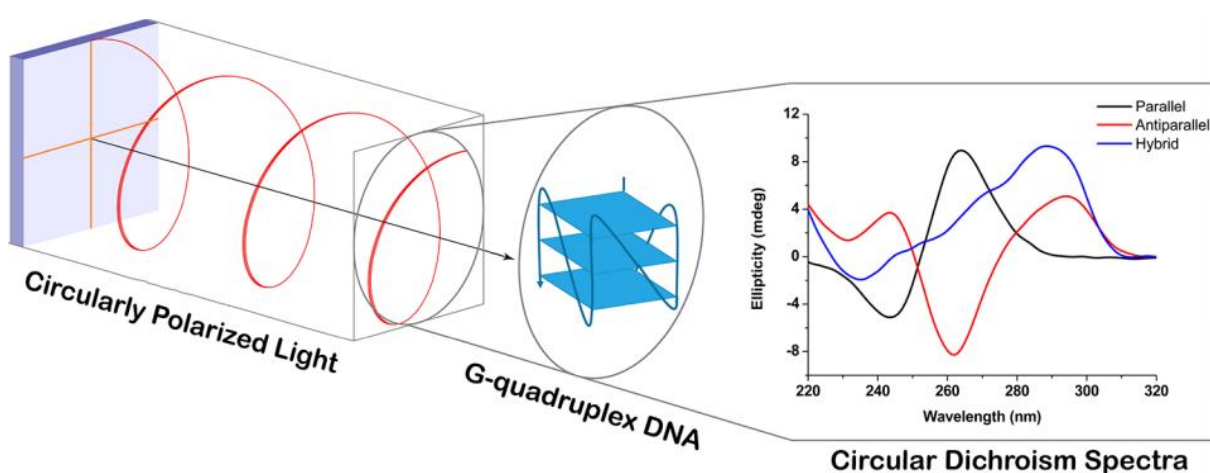 Circularly Polarized Light
G-quadruplex DNA
Parallel
Antiparallel
Hybrid
12
8
4
0
-4
-8
Ellipticity (mdeg)
220
240
260
280
300
320
Wavelength (nm)
Circular Dichroism Spectra